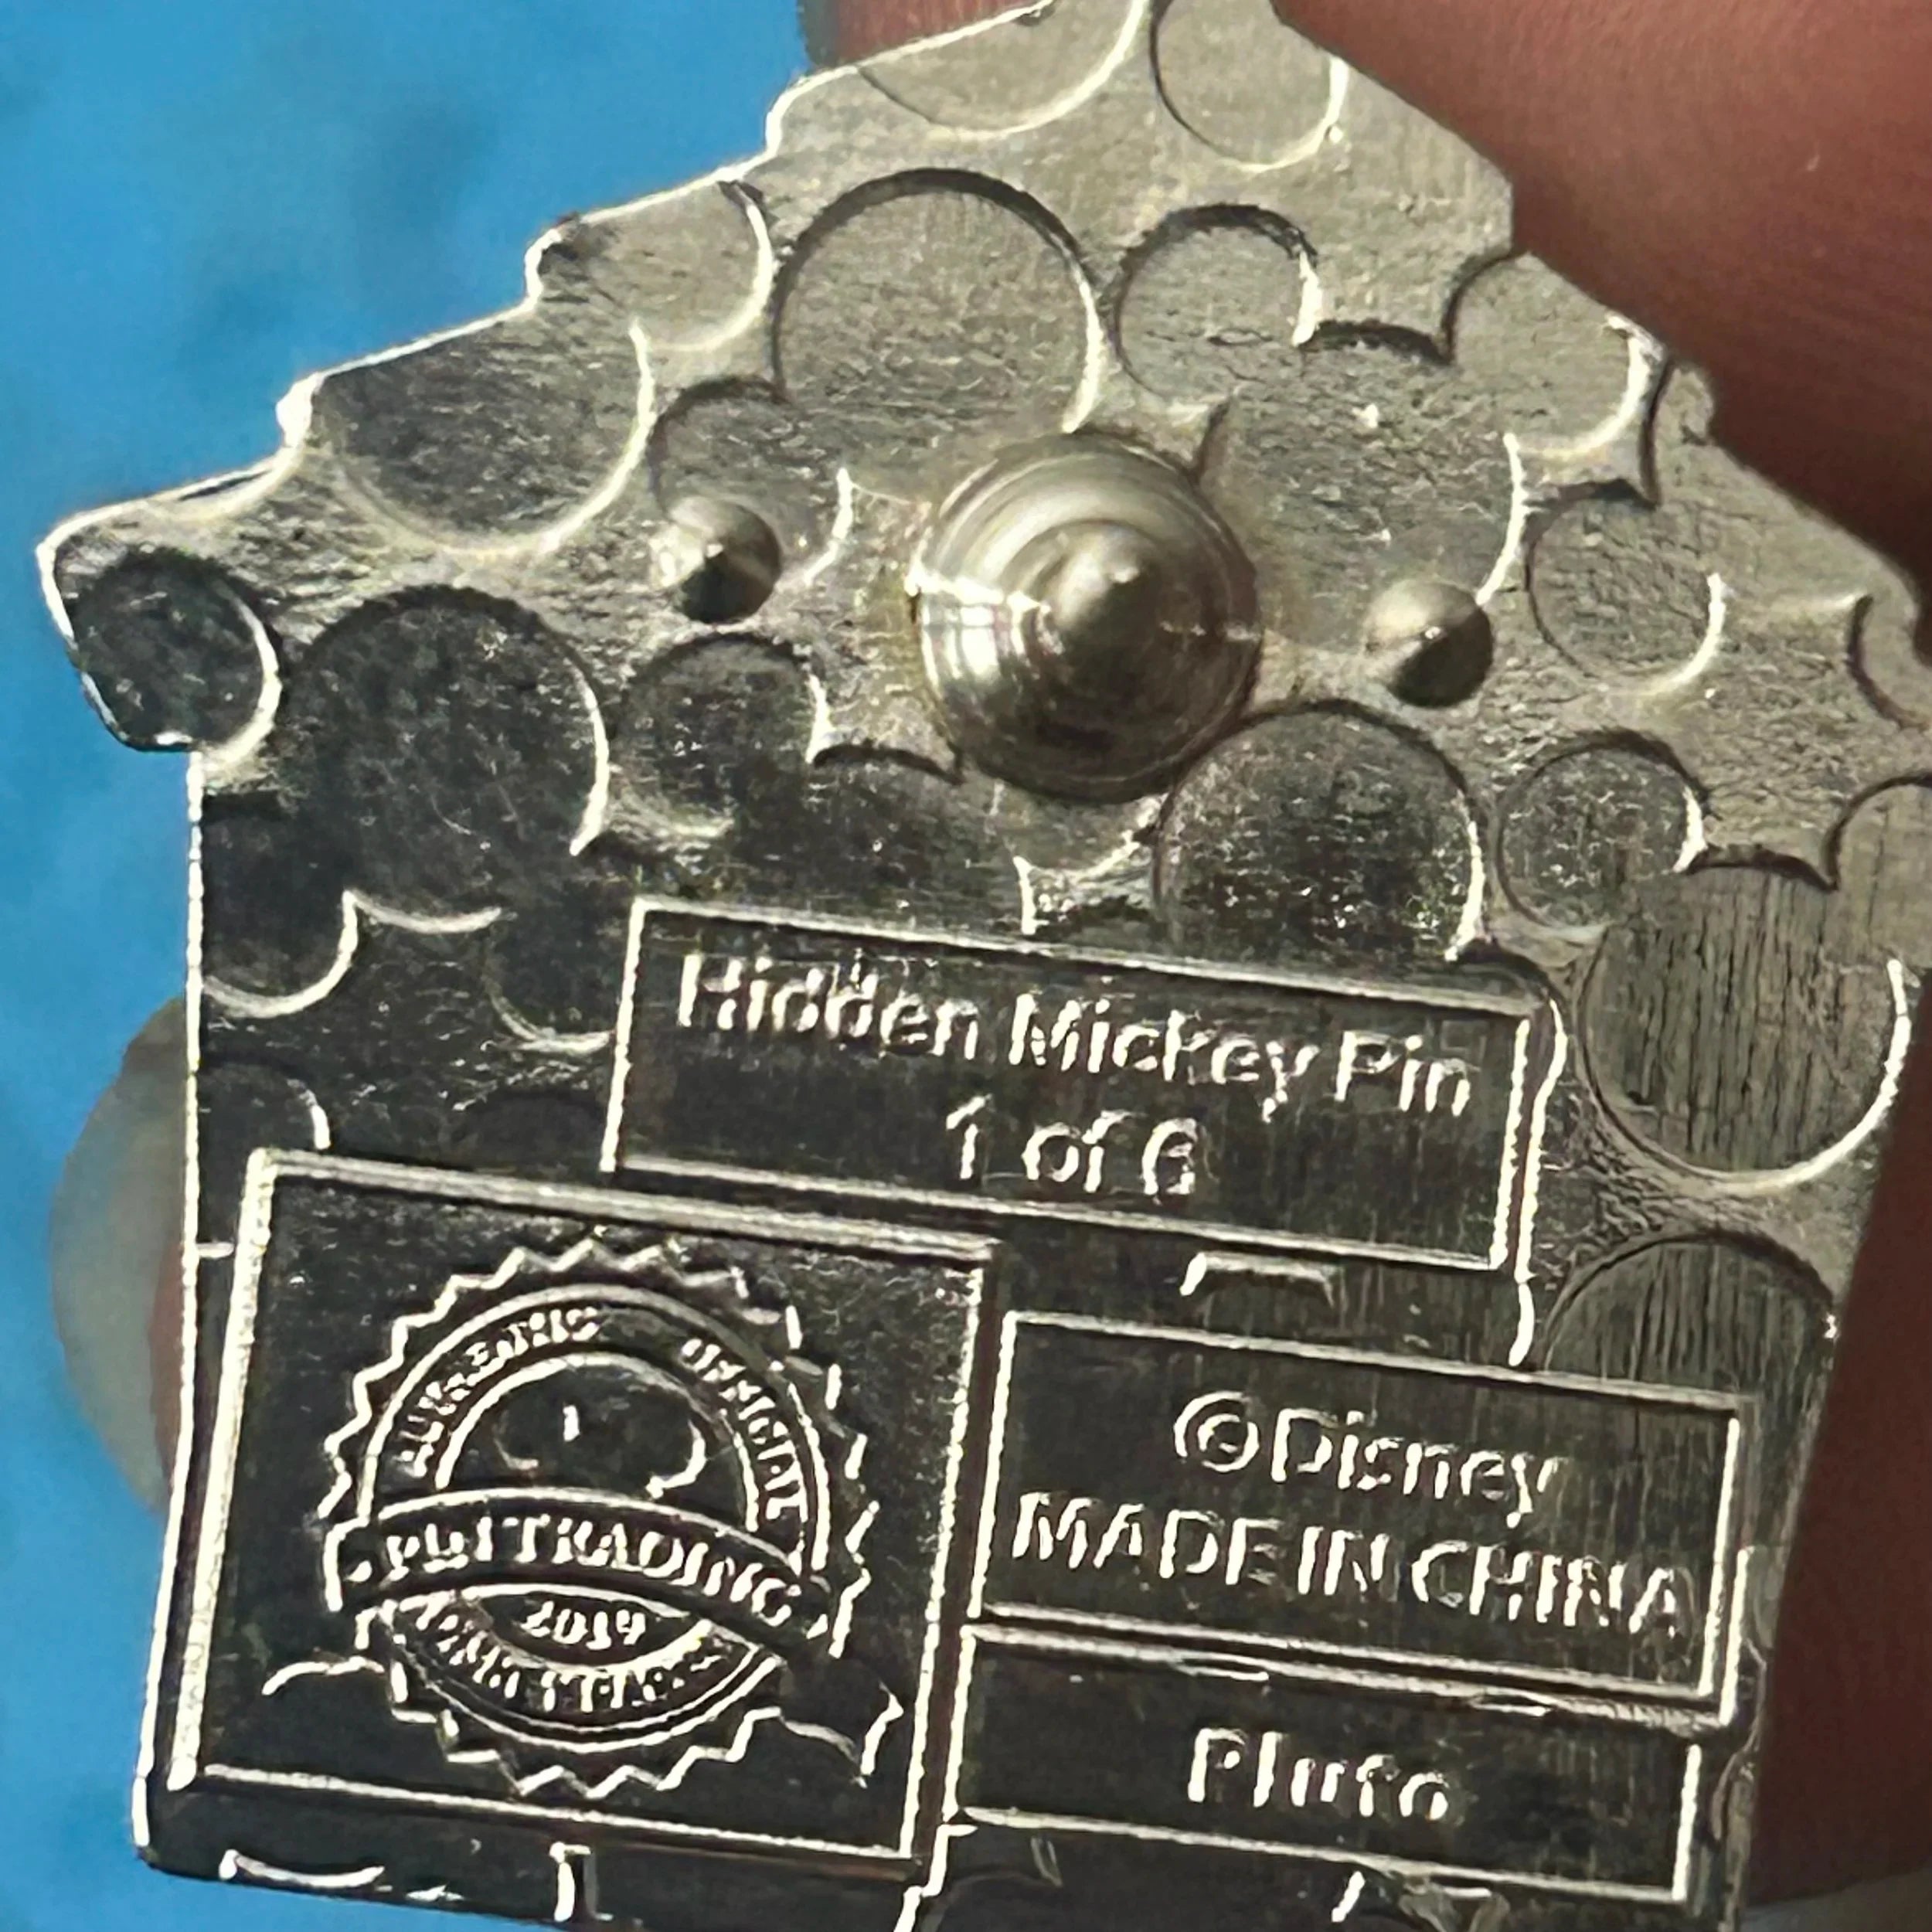 Hidden Mickey Pin
1 of 6
AUTHENTIC OFFICIAL
PIN TRADING
2019
©Disney
MADE IN CHINA
Pluto